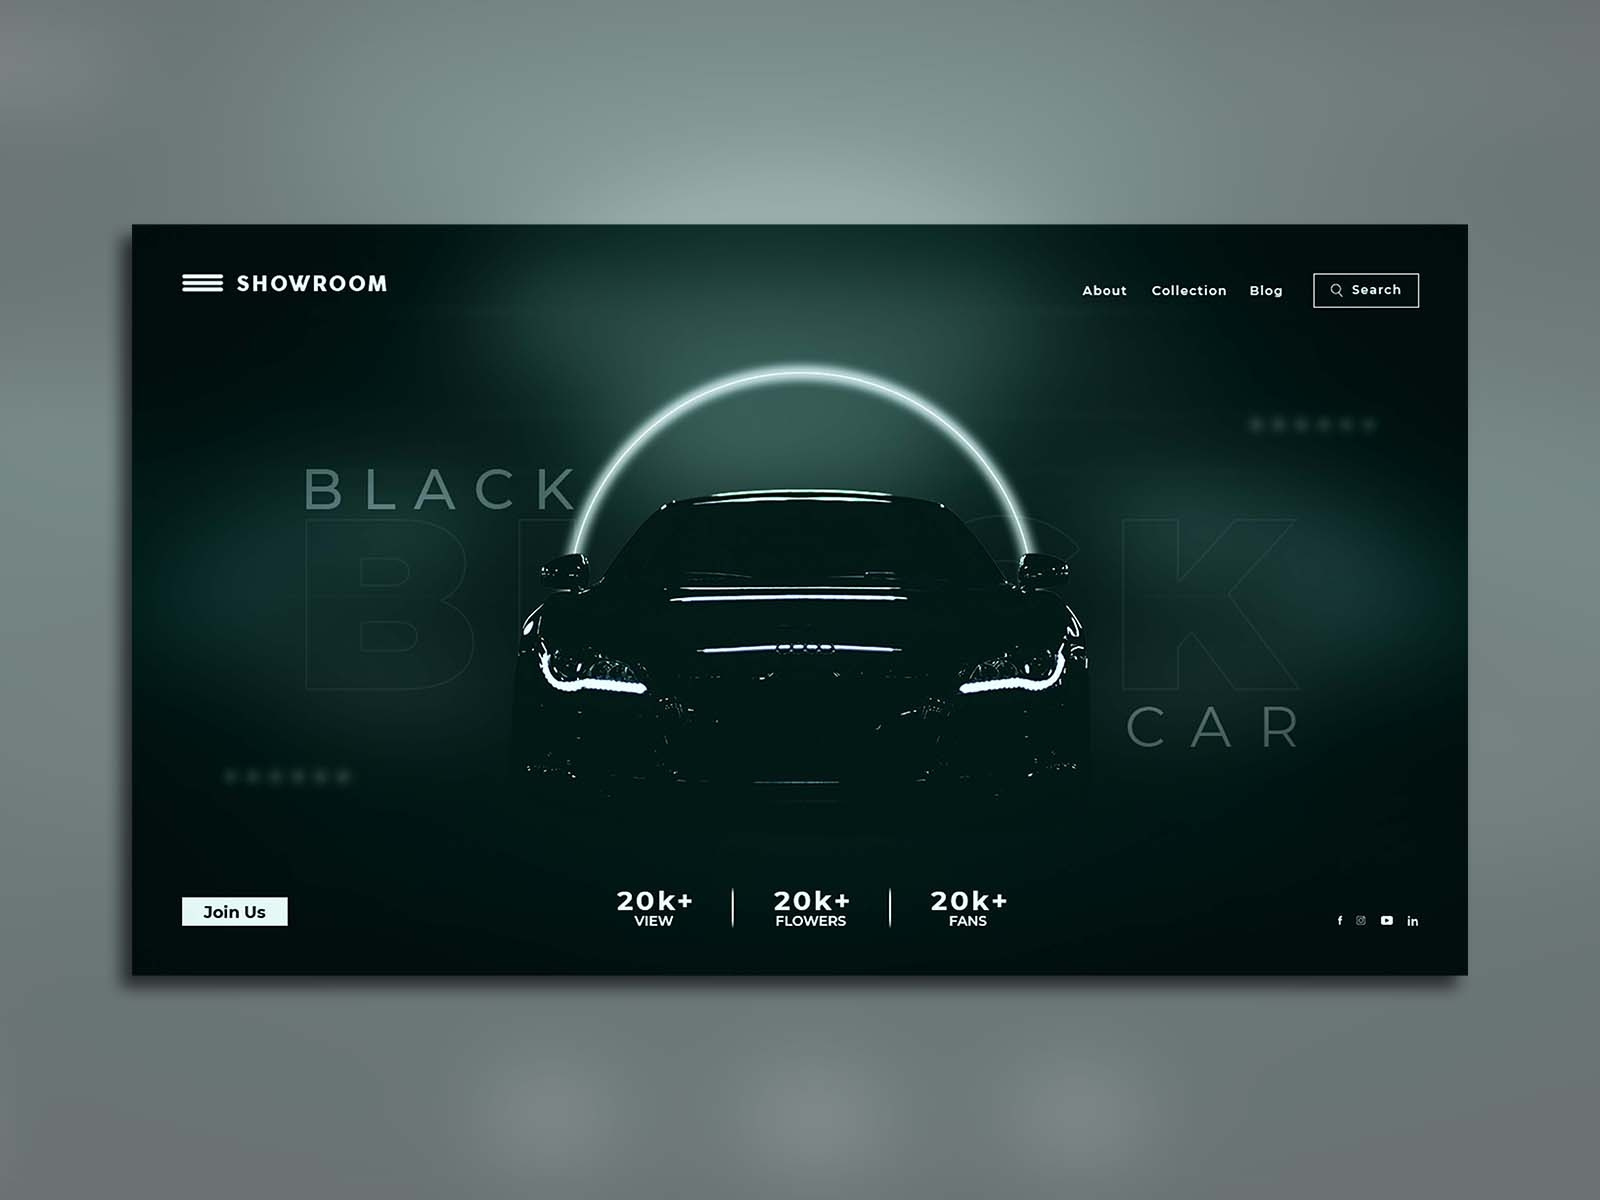 SHOWROOM
About Collection Blog Search
BLACK
BLACK
CAR
Join Us
20k+ 20k+ 20k+
VIEW FLOWERS FANS
f in